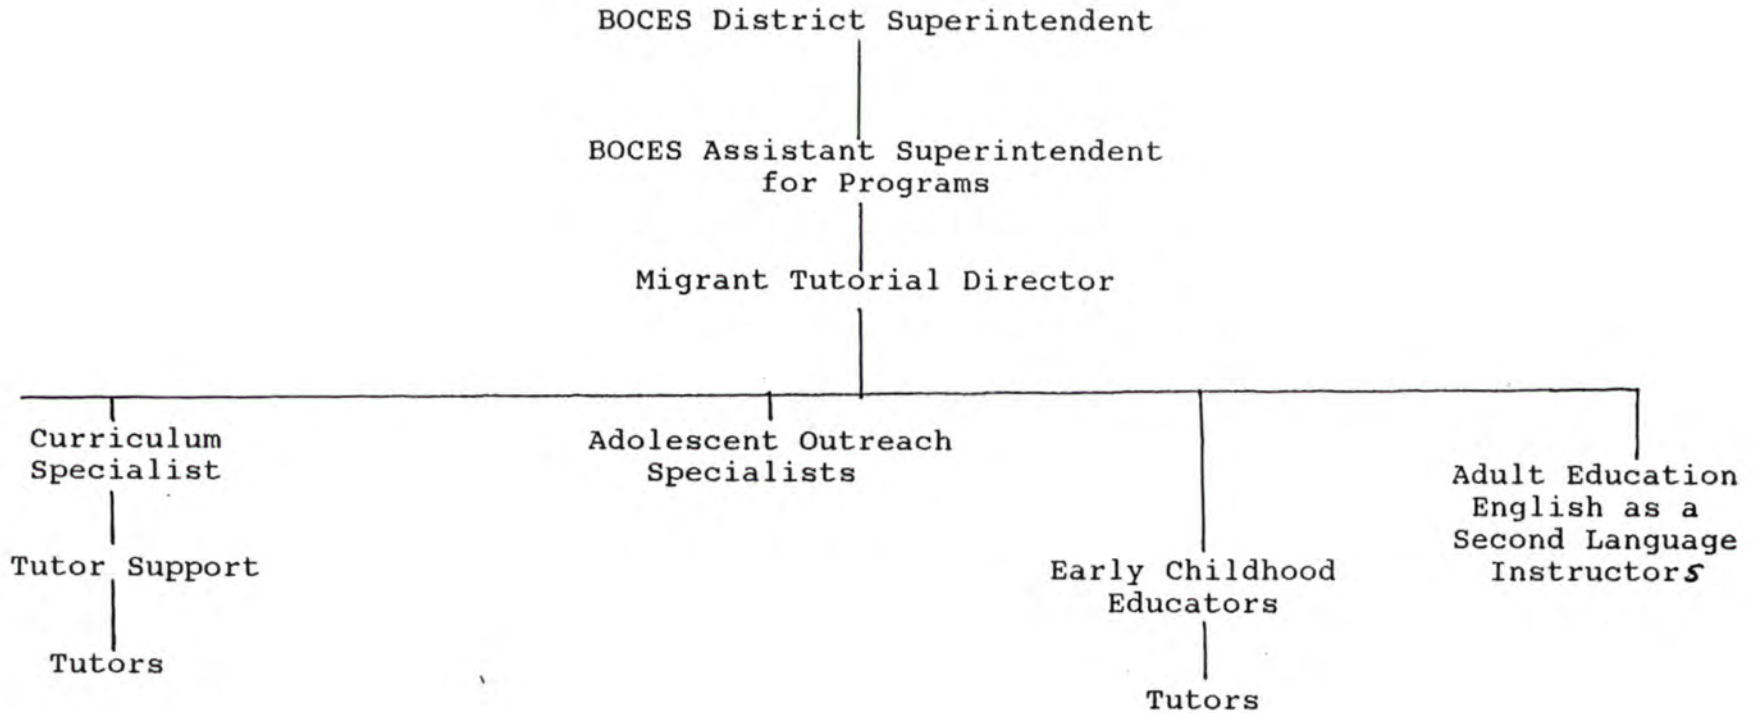 BOCES District Superintendent
BOCES Assistant Superintendent
for Programs
Migrant Tutorial Director
Curriculum
Specialist
Tutor Support
Tutors
Adolescent Outreach
Specialists
Early Childhood
Educators
Tutors
Adult Education
English as a
Second Language
Instructors